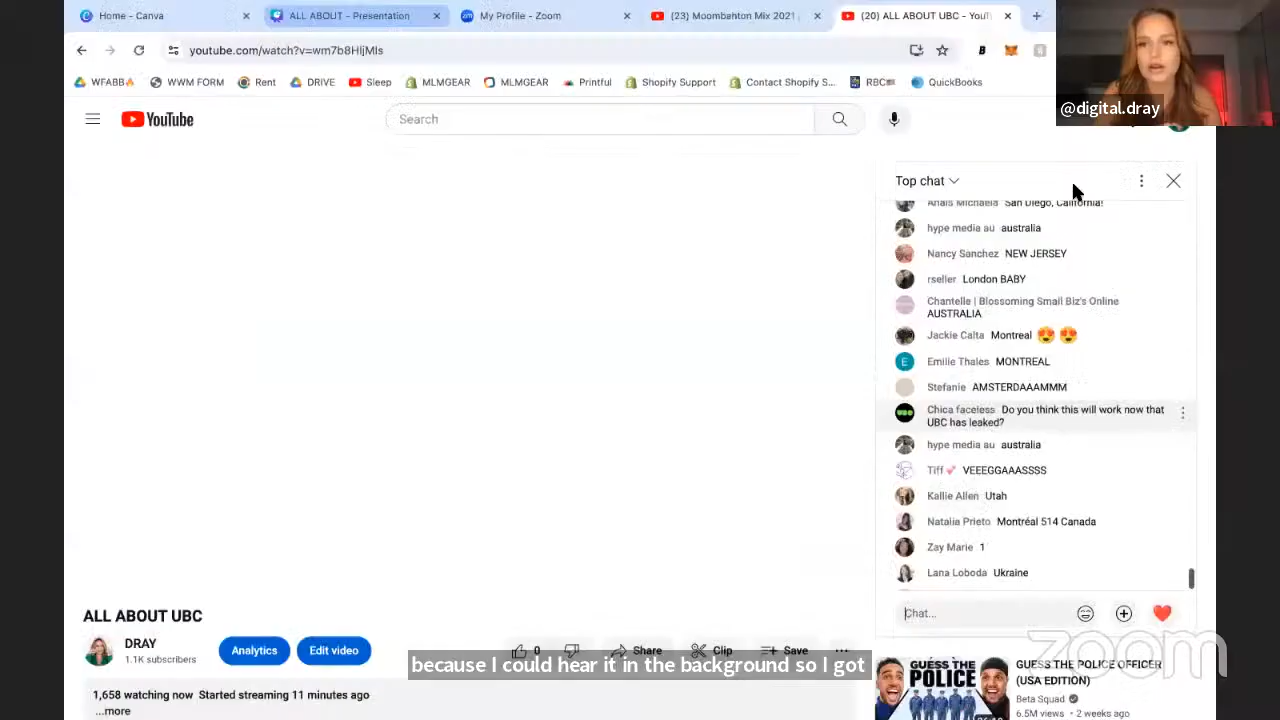 Home - Canva
ALL ABOUT - Presentation
My Profile - Zoom
(23) Moombahton Mix 2021
(20) ALL ABOUT UBC - YouT
youtube.com/watch?v=wm7b8HljMIs
WFABB
WWM FORM
Rent
DRIVE
Sleep
MLMGEAR
MLMGEAR
Printful
Shopify Support
Contact Shopify S...
RBC
QuickBooks
@digital.dray
YouTube
Search
Top chat
Anais Michaela San Diego, California!
hype media au australia
Nancy Sanchez NEW JERSEY
rselier London BABY
Chantelle | Blossoming Small Biz's Online
AUSTRALIA
Jackie Calta Montreal 😍 😍
E
Emilie Thales MONTREAL
Stefanie AMSTERDAAAMMM
Chica faceless Do you think this will work now that
UBC has leaked?
hype media au australia
Tiff 💕 VEEEGGAAASSSS
Kallie Allen Utah
Natalia Prieto Montréal 514 Canada
Zay Marie 1
Lana Loboda Ukraine
Chat...
ALL ABOUT UBC
DRAY
1.1K subscribers
Analytics
Edit video
0
Share
Clip
Save
because I could hear it in the background so I got
zoom
1,658 watching now Started streaming 11 minutes ago
...more
GUESS THE
POLICE
GUESS THE POLICE OFFICER
(USA EDITION)
Beta Squad
6.5M views • 2 weeks ago